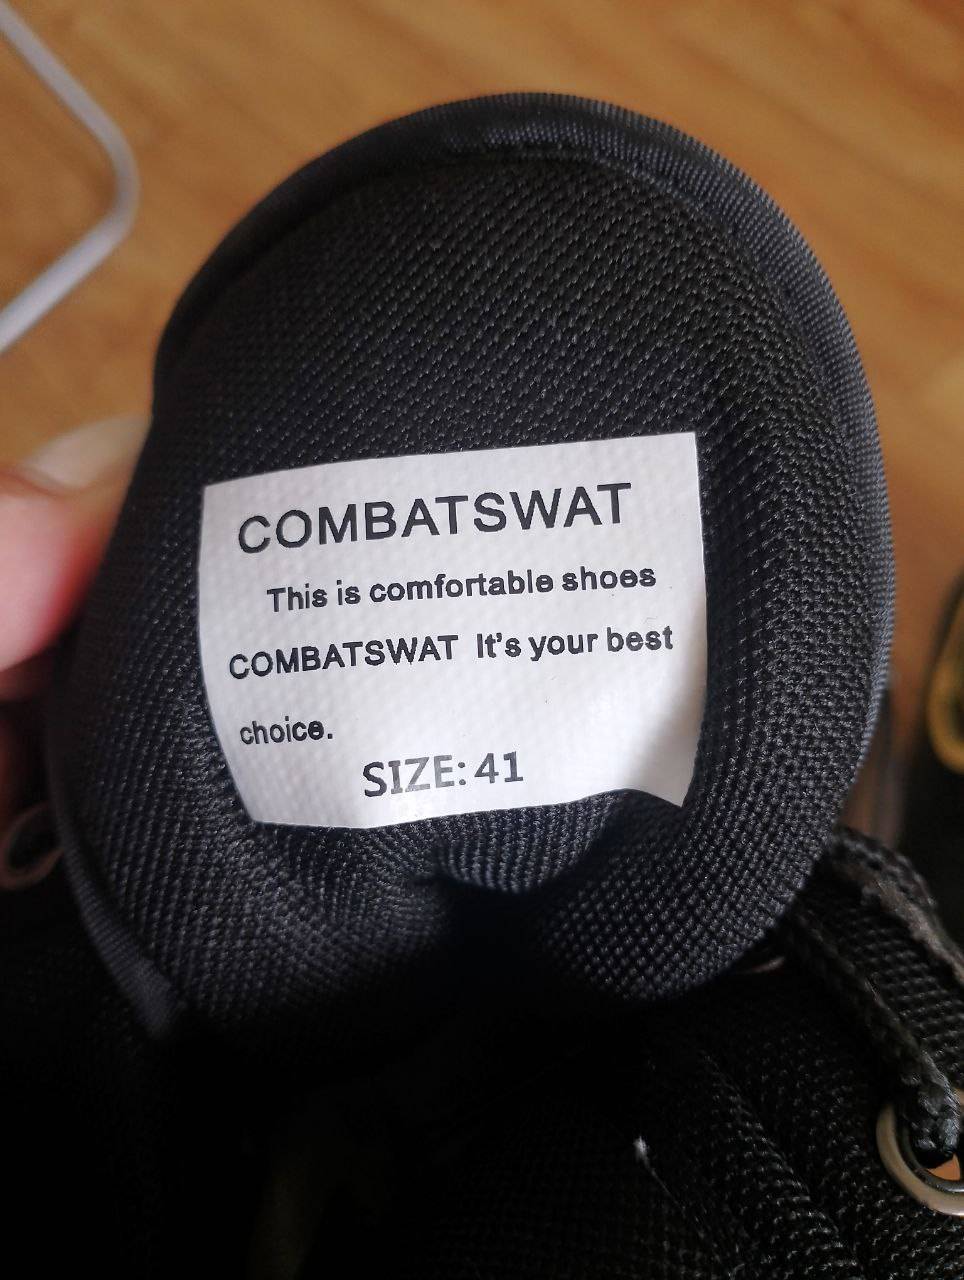 COMBATSWAT
This is comfortable shoes
COMBATSWAT It's your best
choice.
SIZE: 41